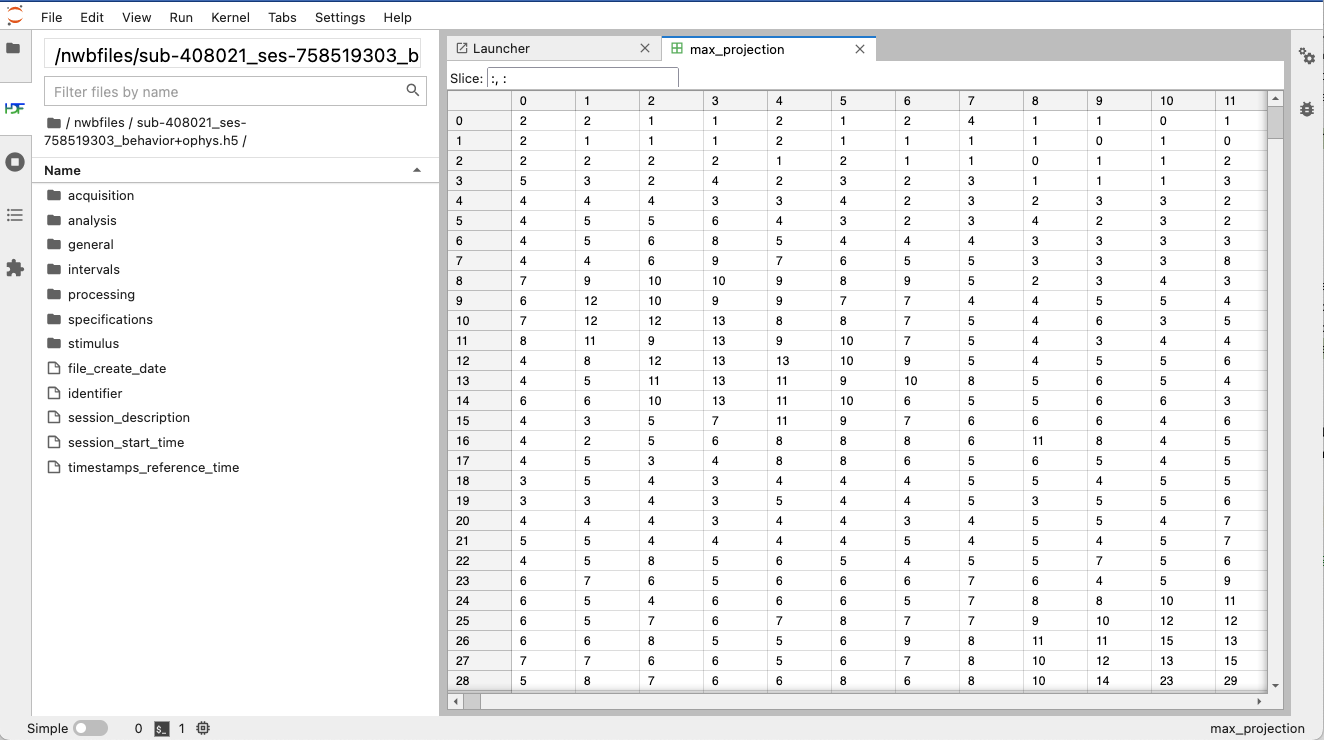 File Edit View Run Kernel Tabs Settings Help
/nwbfiles/sub-408021_ses-758519303_b
Filter files by name
/ nwbfiles / sub-408021_ses-
758519303_behavior+ophys.h5 /
Name
acquisition
analysis
general
intervals
processing
specifications
stimulus
file_create_date
identifier
session_description
session_start_time
timestamps_reference_time
Launcher max_projection
Slice: :, :
0 1 2 3 4 5 6 7 8 9 10 11
0 2 2 1 1 2 1 2 4 1 1 0 1
1 2 1 1 1 2 1 1 1 1 0 1 0
2 2 2 2 2 1 2 1 1 0 1 1 2
3 5 3 2 4 2 3 2 3 1 1 1 3
4 4 4 4 3 3 4 2 3 2 3 3 2
5 4 5 5 6 4 3 2 3 4 2 3 2
6 4 5 6 8 5 4 4 4 3 3 3 3
7 4 4 6 9 7 6 5 5 3 3 3 8
8 7 9 10 10 9 8 9 5 2 3 4 3
9 6 12 10 9 9 7 7 4 4 5 5 4
10 7 12 12 13 8 8 7 5 4 6 3 5
11 8 11 9 13 9 10 7 5 4 3 4 4
12 4 8 12 13 13 10 9 5 4 5 5 6
13 4 5 11 13 11 9 10 8 5 6 5 4
14 6 6 10 13 11 10 6 5 5 6 6 3
15 4 3 5 7 11 9 7 6 6 6 4 6
16 4 2 5 6 8 8 8 6 11 8 4 5
17 4 5 3 4 8 8 6 5 6 5 4 5
18 3 5 4 3 4 4 4 5 5 4 5 5
19 3 3 4 3 5 4 4 5 3 5 5 6
20 4 4 4 3 4 4 3 4 5 5 4 7
21 5 5 4 4 4 4 5 4 5 4 5 7
22 4 5 8 5 6 5 4 5 5 7 5 6
23 6 7 6 5 6 6 6 7 6 4 5 9
24 6 5 4 6 6 6 5 7 8 8 10 11
25 6 5 7 6 7 8 7 7 9 10 12 12
26 6 6 8 5 5 6 9 8 11 11 15 13
27 7 7 6 6 5 6 7 8 10 12 13 15
28 5 8 7 6 6 8 6 8 10 14 23 29
Simple 0 $_ 1 max_projection